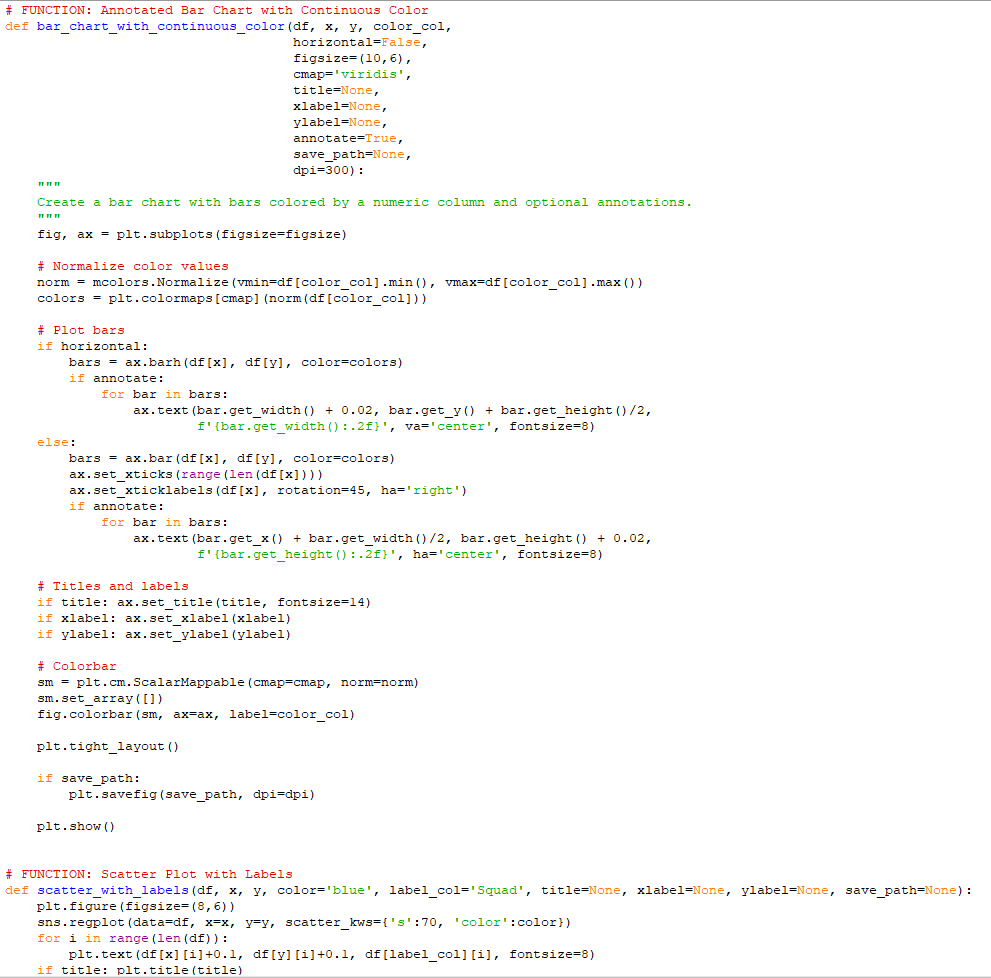 # FUNCTION: Annotated Bar Chart with Continuous Color
def bar_chart_with_continuous_color(df, x, y, color_col,
                                    horizontal=False,
                                    figsize=(10,6),
                                    cmap='viridis',
                                    title=None,
                                    xlabel=None,
                                    ylabel=None,
                                    annotate=True,
                                    save_path=None,
                                    dpi=300):
    """
    Create a bar chart with bars colored by a numeric column and optional annotations.
    """
    fig, ax = plt.subplots(figsize=figsize)

    # Normalize color values
    norm = mcolors.Normalize(vmin=df[color_col].min(), vmax=df[color_col].max())
    colors = plt.colormaps[cmap](norm(df[color_col]))

    # Plot bars
    if horizontal:
        bars = ax.barh(df[x], df[y], color=colors)
        if annotate:
            for bar in bars:
                ax.text(bar.get_width() + 0.02, bar.get_y() + bar.get_height()/2,
                        f'{bar.get_width():.2f}', va='center', fontsize=8)
    else:
        bars = ax.bar(df[x], df[y], color=colors)
        ax.set_xticks(range(len(df[x])))
        ax.set_xticklabels(df[x], rotation=45, ha='right')
        if annotate:
            for bar in bars:
                ax.text(bar.get_x() + bar.get_width()/2, bar.get_height() + 0.02,
                        f'{bar.get_height():.2f}', ha='center', fontsize=8)

    # Titles and labels
    if title: ax.set_title(title, fontsize=14)
    if xlabel: ax.set_xlabel(xlabel)
    if ylabel: ax.set_ylabel(ylabel)

    # Colorbar
    sm = plt.cm.ScalarMappable(cmap=cmap, norm=norm)
    sm.set_array([])
    fig.colorbar(sm, ax=ax, label=color_col)

    plt.tight_layout()

    if save_path:
        plt.savefig(save_path, dpi=dpi)

    plt.show()


# FUNCTION: Scatter Plot with Labels
def scatter_with_labels(df, x, y, color='blue', label_col='Squad', title=None, xlabel=None, ylabel=None, save_path=None):
    plt.figure(figsize=(8,6))
    sns.regplot(data=df, x=x, y=y, scatter_kws={'s':70, 'color':color})
    for i in range(len(df)):
        plt.text(df[x][i]+0.1, df[y][i]+0.1, df[label_col][i], fontsize=8)
    if title: plt.title(title)